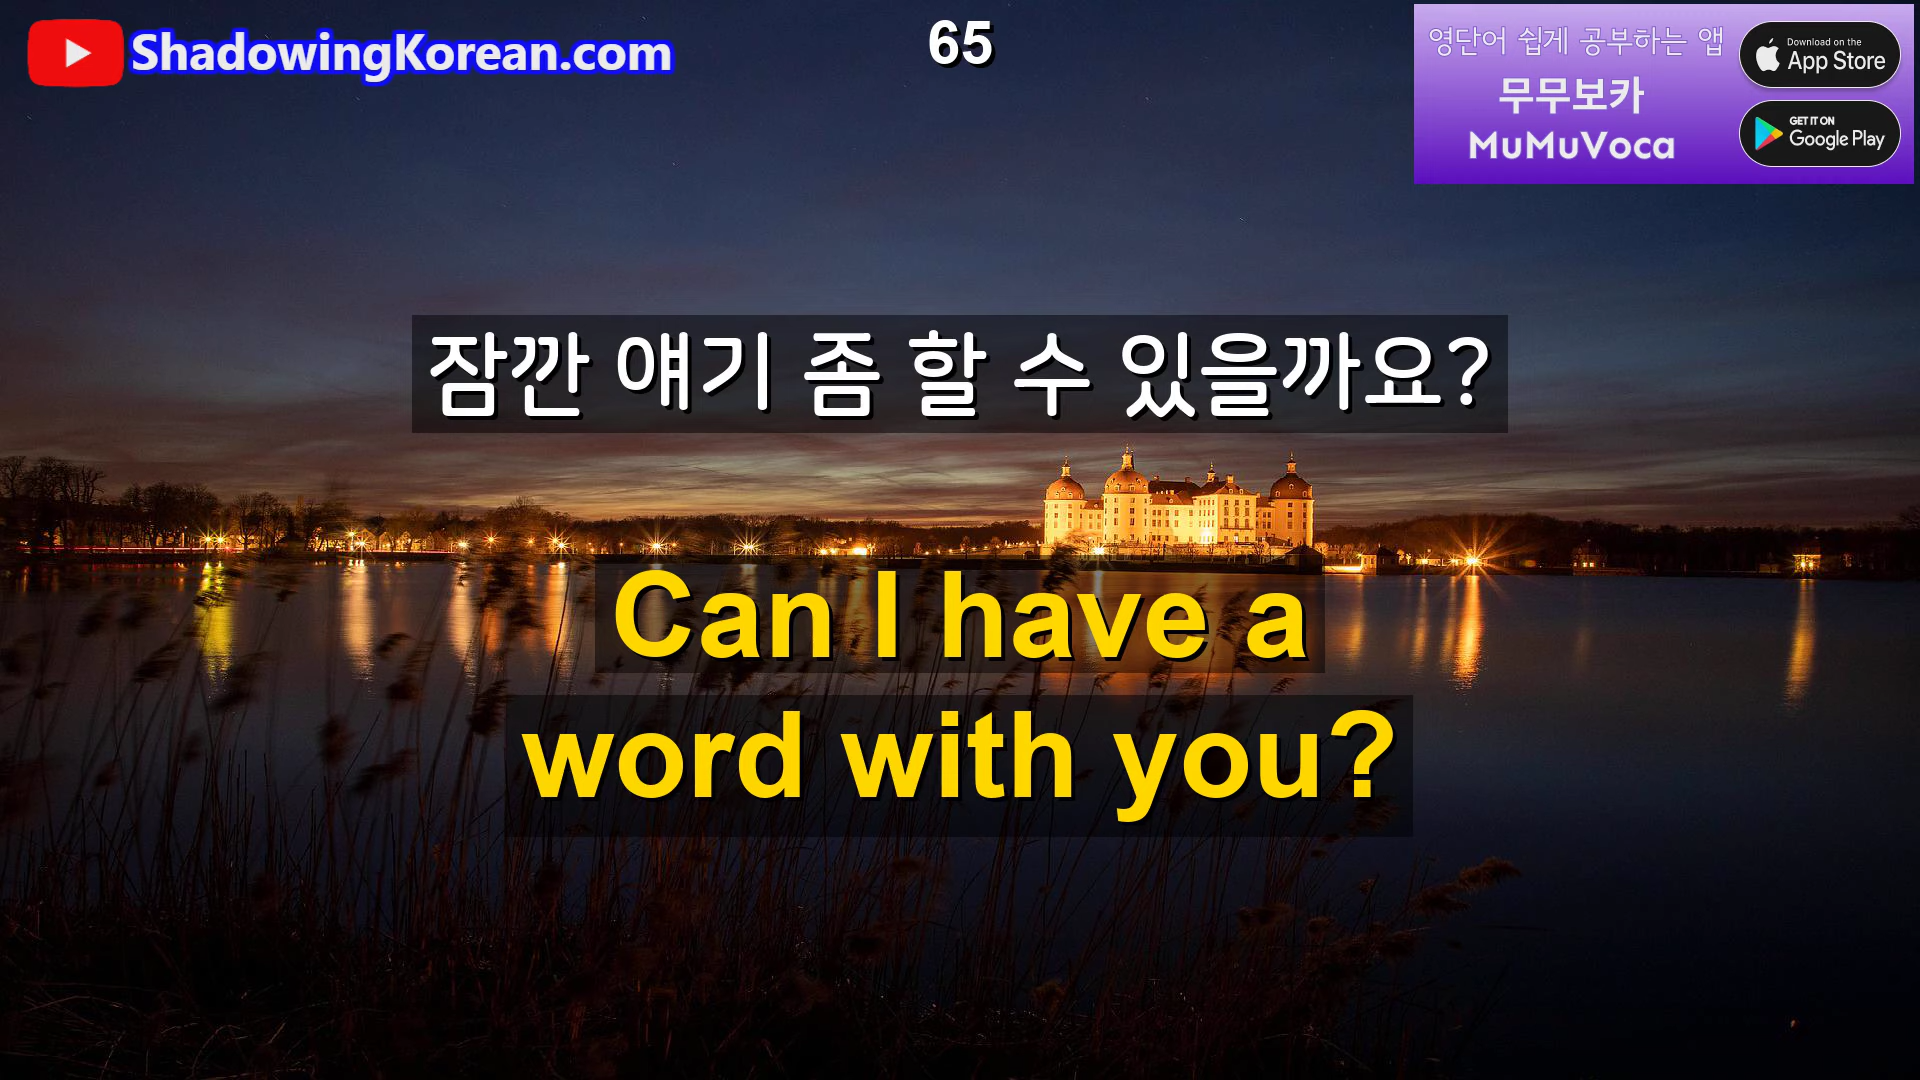 ShadowingKorean.com
65
영단어 쉽게 공부하는 앱
무무보카
MuMuVoca
Download on the
App Store
GET IT ON
Google Play
잠깐 얘기 좀 할 수 있을까요?
Can I have a
word with you?